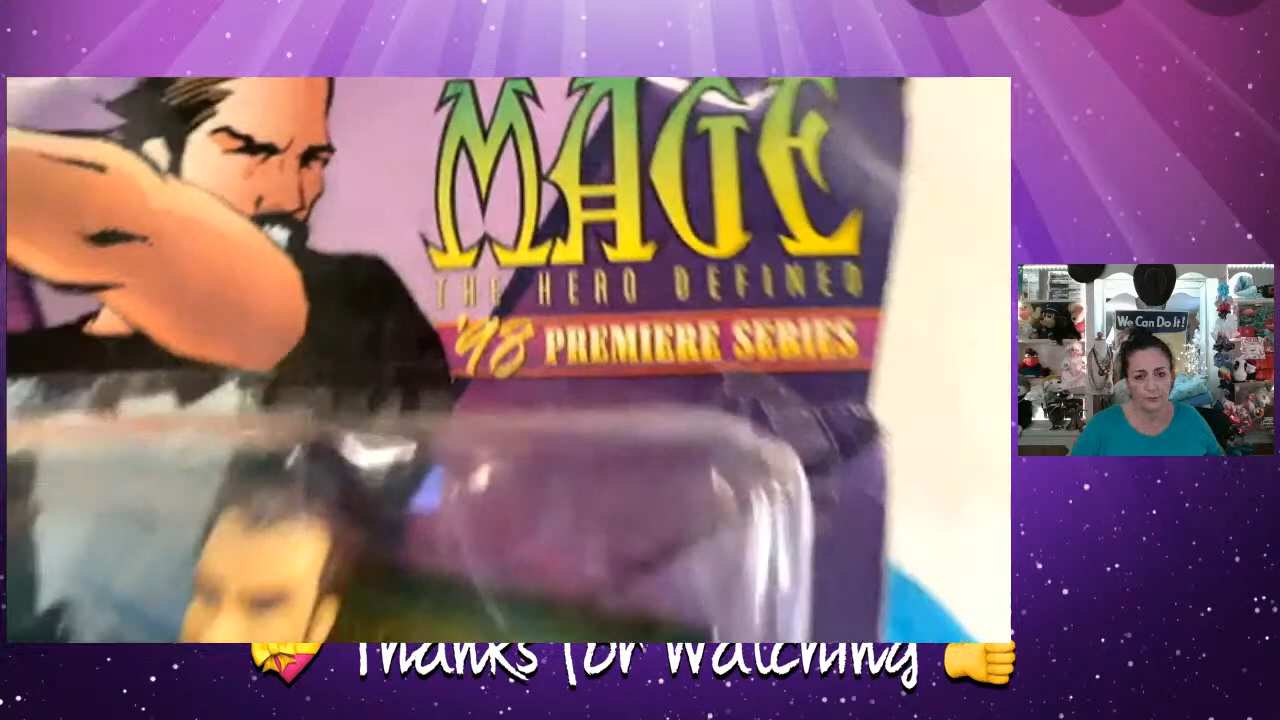 MAGE
THE HERO DEFINED
'98 PREMIERE SERIES
We Can Do It!
Thanks for Watching